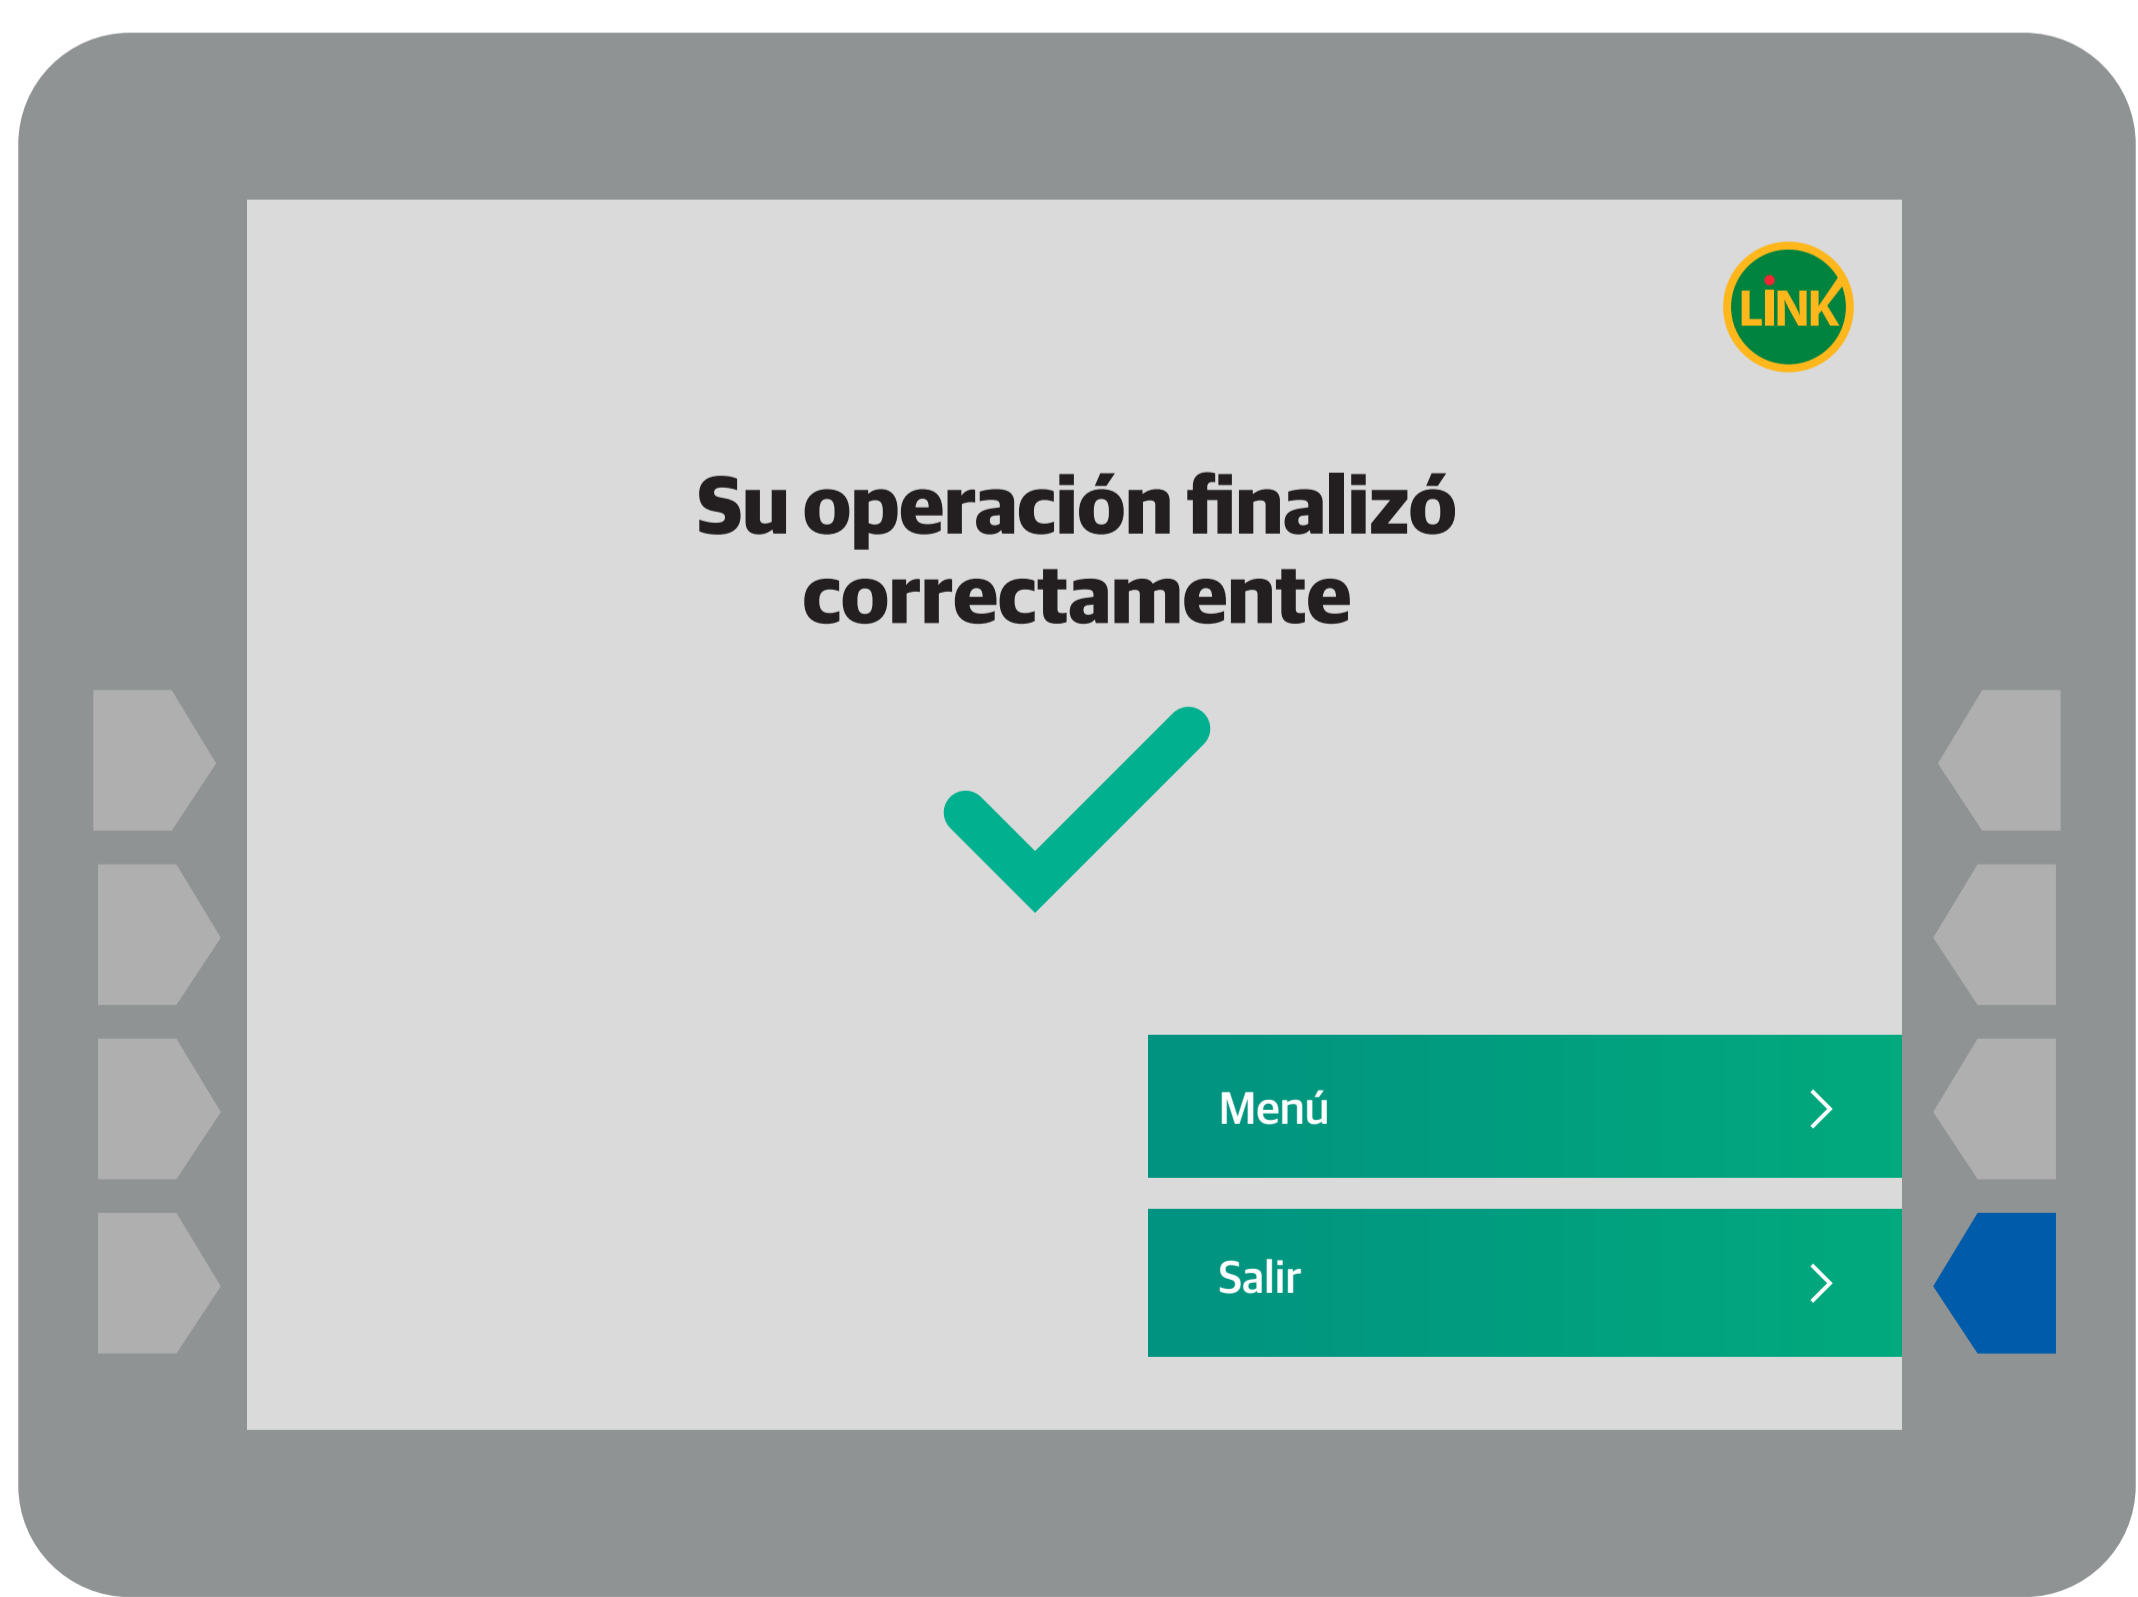 LINK
Su operación finalizó
correctamente
Menú
Salir